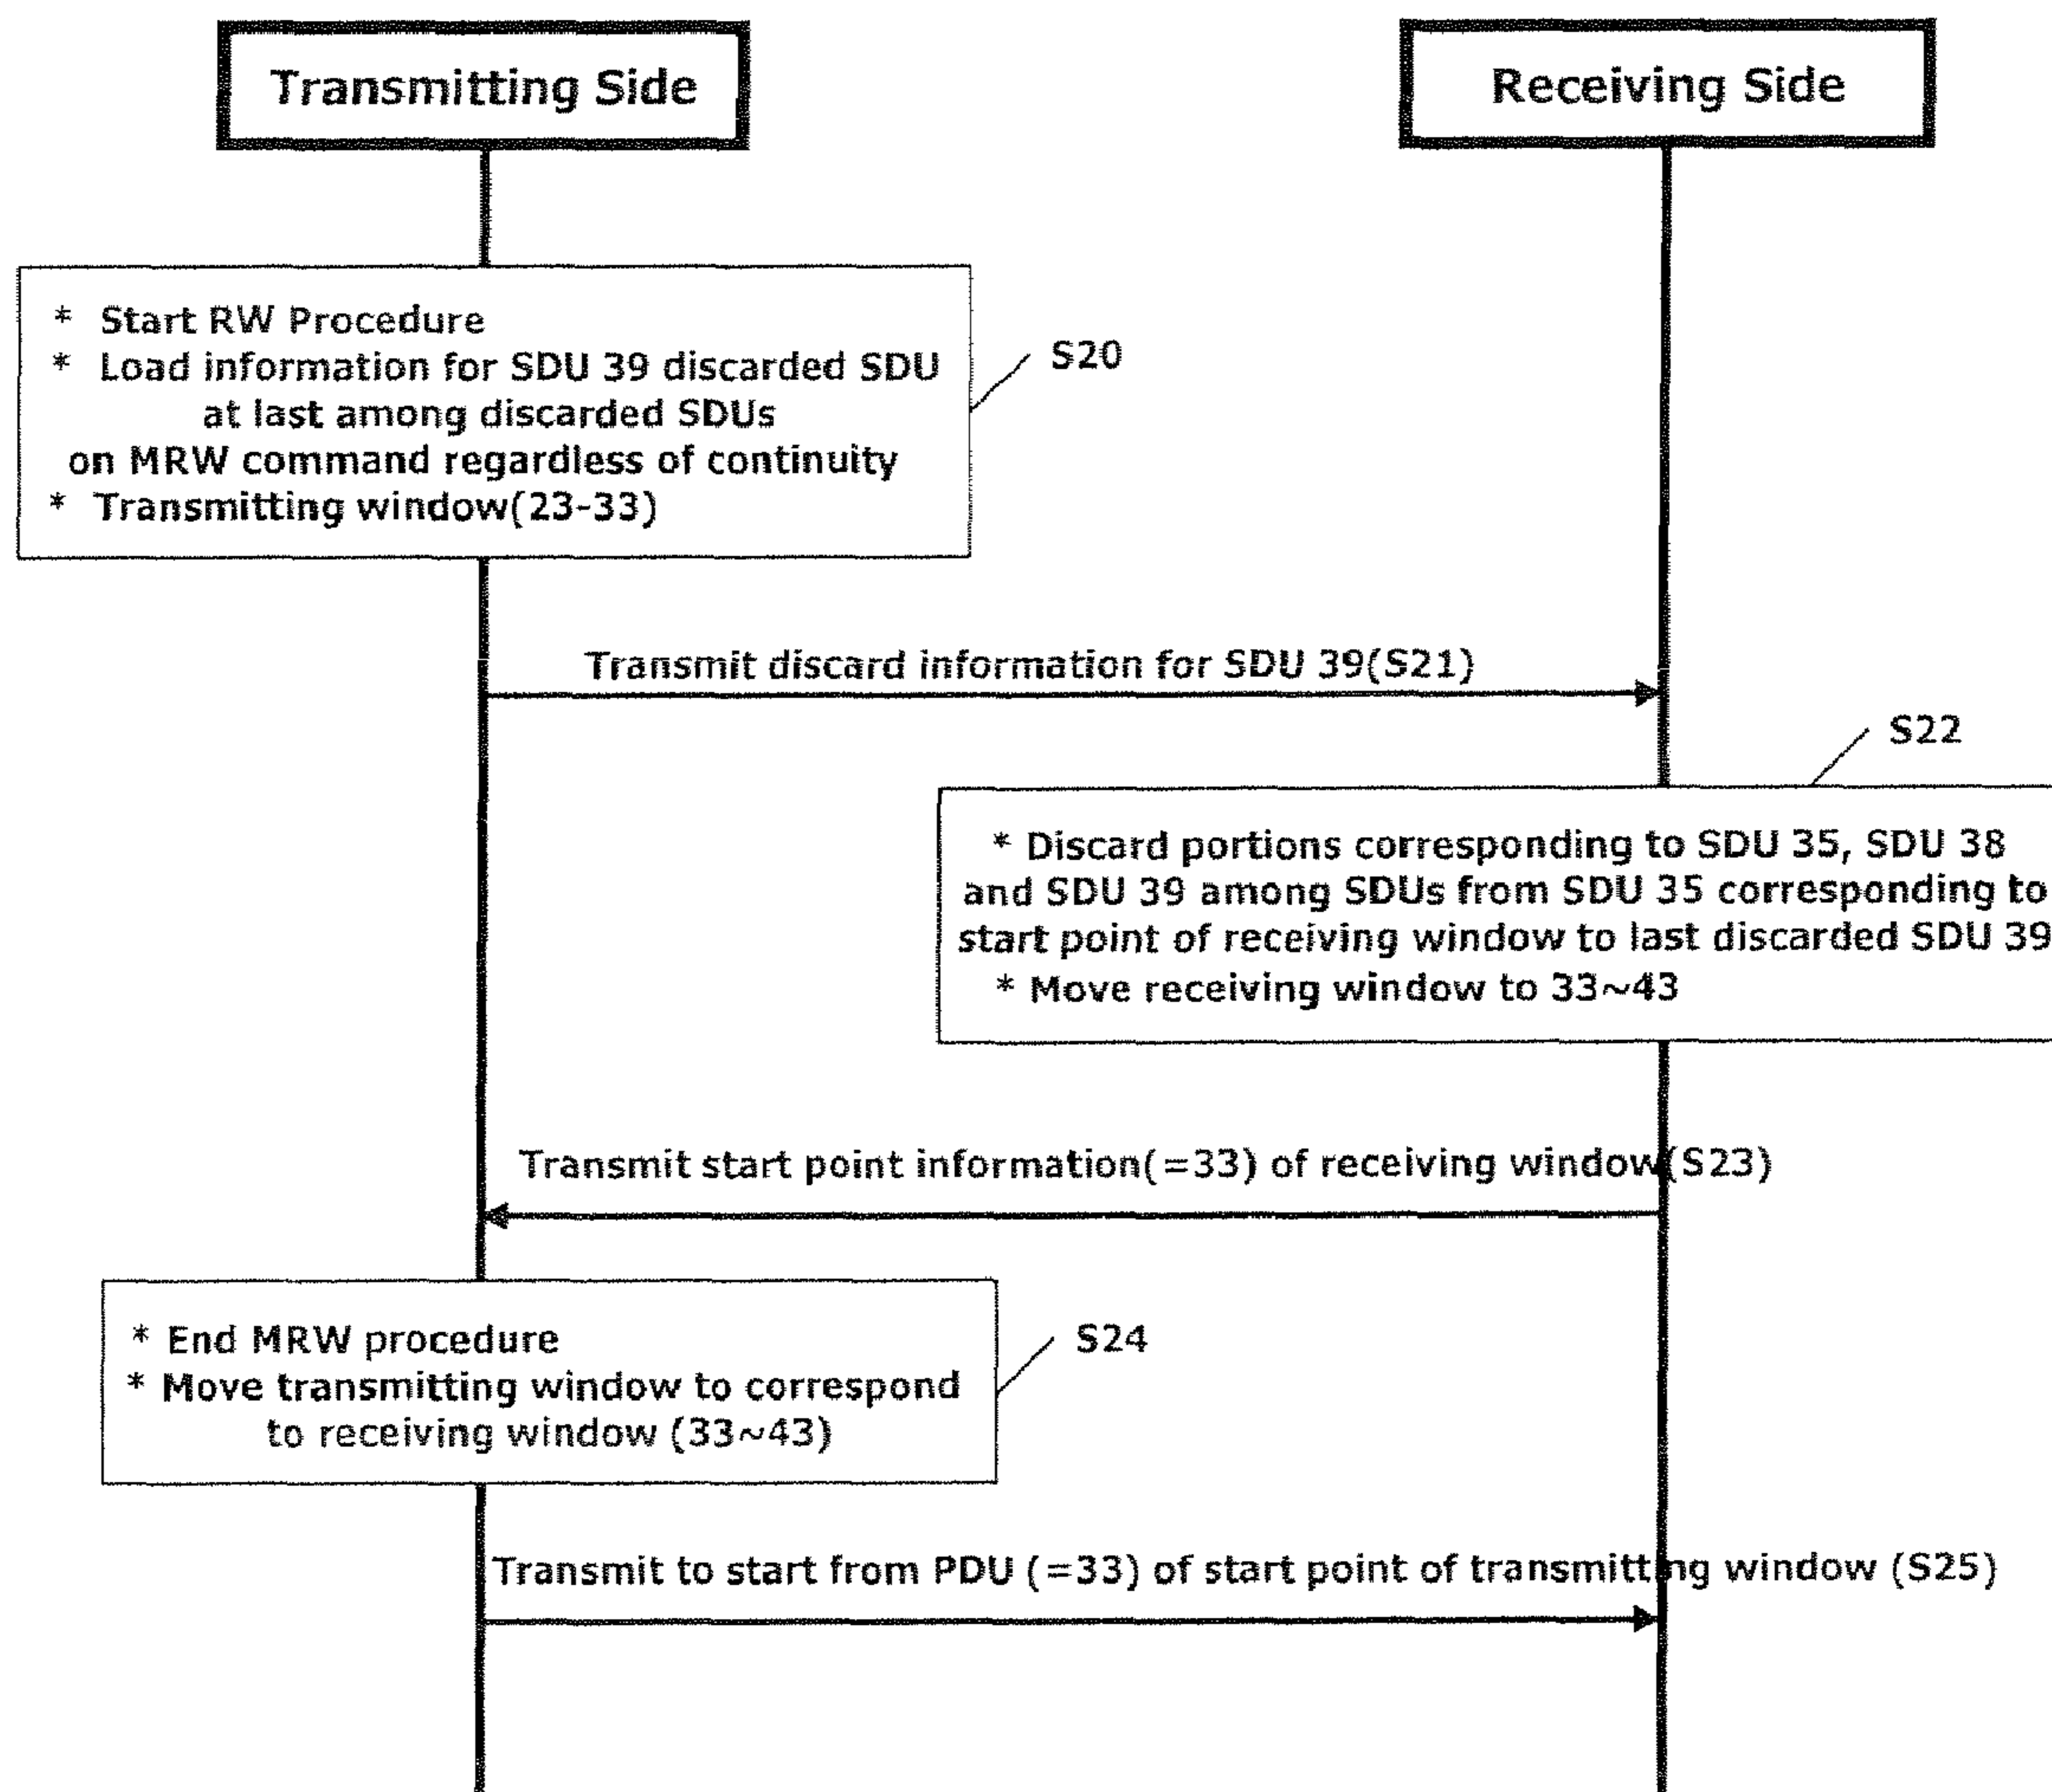 Transmitting Side
Receiving Side
* Start RW Procedure
* Load information for SDU 39 discarded SDU
at last among discarded SDUs
on MRW command regardless of continuity
* Transmitting window(23-33)
S20
Transmit discard information for SDU 39(S21)
S22
* Discard portions corresponding to SDU 35, SDU 38
and SDU 39 among SDUs from SDU 35 corresponding to
start point of receiving window to last discarded SDU 39
* Move receiving window to 33~43
Transmit start point information(=33) of receiving window(S23)
* End MRW procedure
* Move transmitting window to correspond
to receiving window (33~43)
S24
Transmit to start from PDU (=33) of start point of transmitting window (S25)